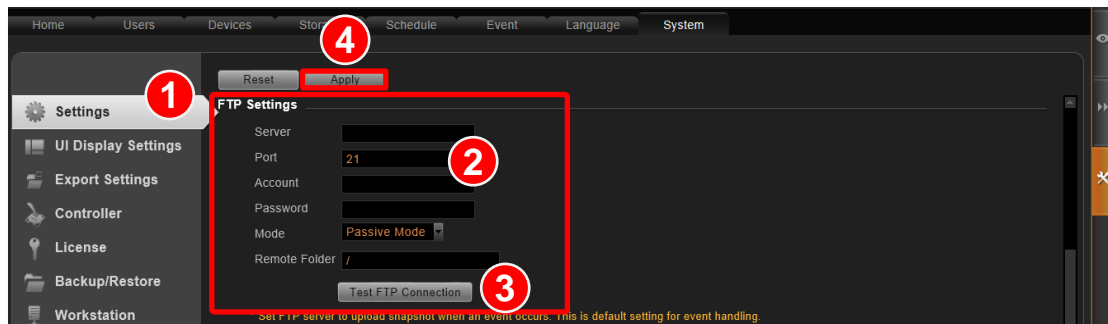 Home Users Devices Schedule Event Language System
4
Reset Apply
1
Settings
FTP Settings
Server
UI Display Settings
Port 21
2
Export Settings
Account
Controller
Password
Mode Passive Mode
License
Remote Folder /
Backup/Restore
Test FTP Connection
3
Workstation
* Set FTP server to upload snapshot when an event occurs. This is default setting for event handling.